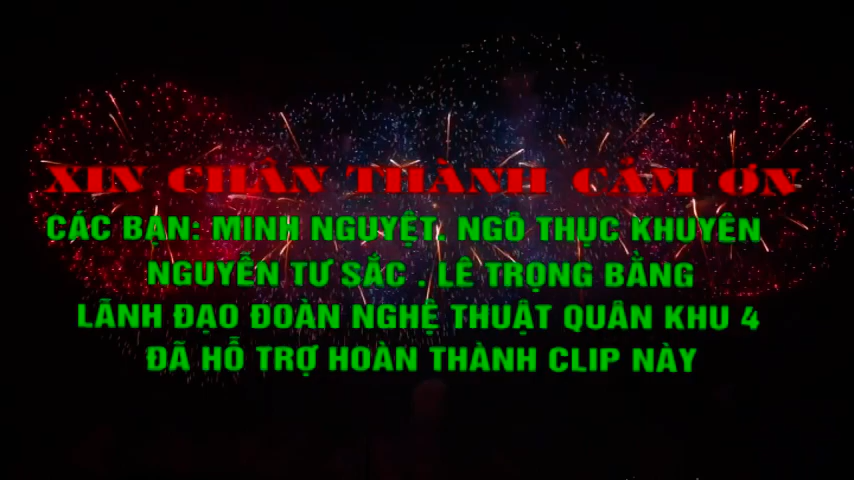 XIN CHÂN THÀNH CẢM ƠN
CÁC BẠN: MINH NGUYỆT. NGÔ THỤC KHUYÊN
NGUYỄN TƯ SẮC . LÊ TRỌNG BẰNG
LÃNH ĐẠO ĐOÀN NGHỆ THUẬT QUÂN KHU 4
ĐÃ HỖ TRỢ HOÀN THÀNH CLIP NÀY